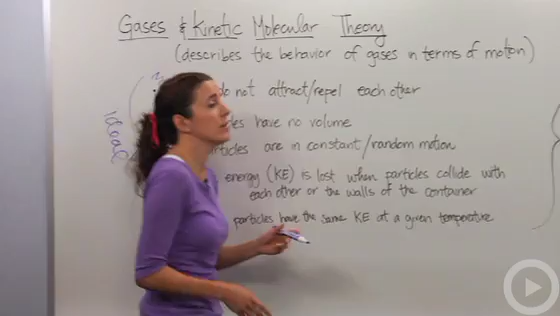 Gases & Kinetic Molecular Theory
(describes the behavior of gases in terms of motion)
do not attract/repel each other
have no volume
are in constant/random motion
energy (KE) is lost when particles collide with
each other or the walls of the container
particles have the same KE at a given temperature
Ideal